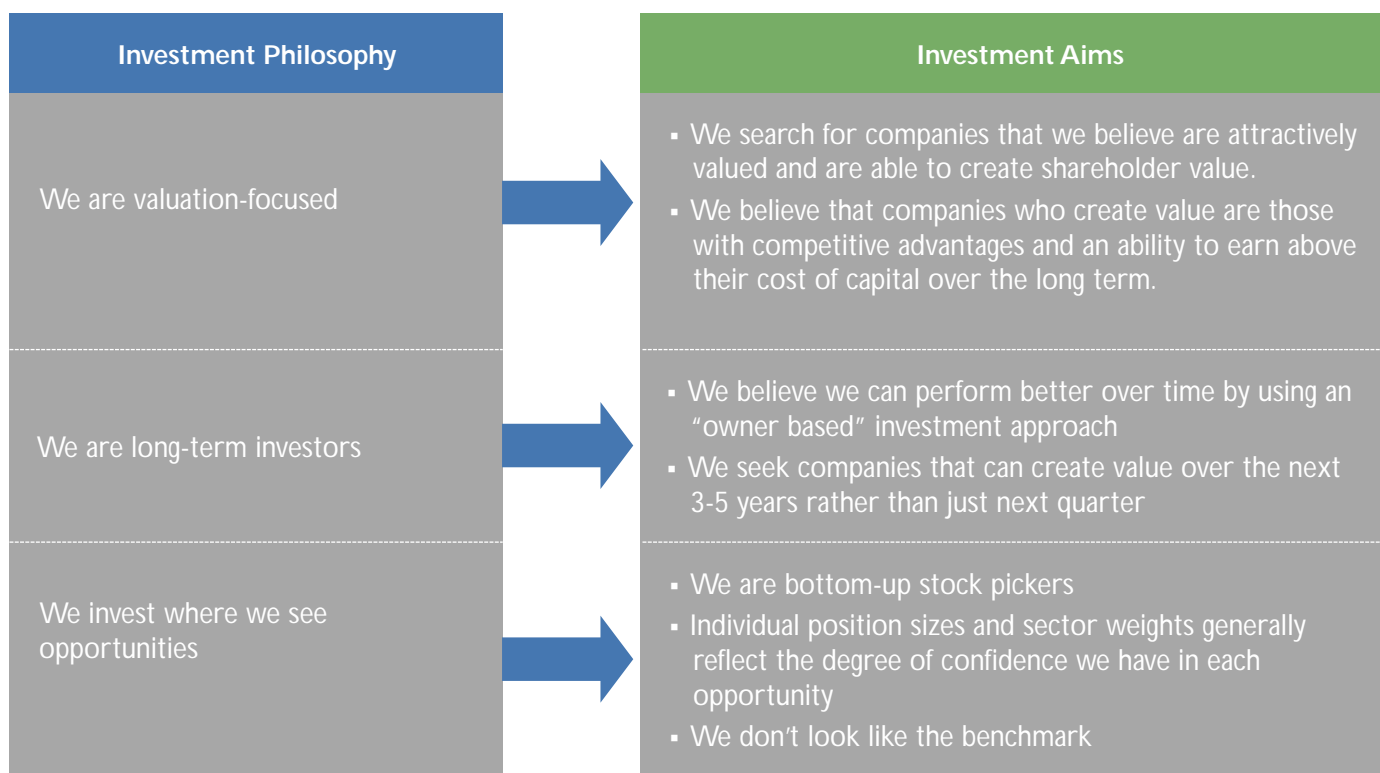 Investment Philosophy
Investment Aims
We are valuation-focused
▪ We search for companies that we believe are attractively
valued and are able to create shareholder value.
▪ We believe that companies who create value are those
with competitive advantages and an ability to earn above
their cost of capital over the long term.
We are long-term investors
▪ We believe we can perform better over time by using an
“owner based” investment approach
▪ We seek companies that can create value over the next
3-5 years rather than just next quarter
We invest where we see
opportunities
▪ We are bottom-up stock pickers
▪ Individual position sizes and sector weights generally
reflect the degree of confidence we have in each
opportunity
▪ We don’t look like the benchmark